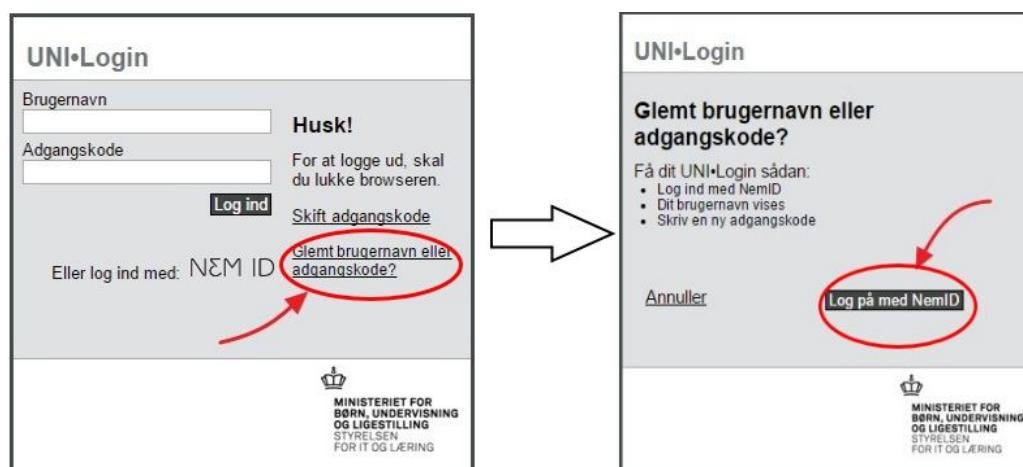 UNI•Login
Brugernavn
Adgangskode
Log ind
Eller log ind med: NEM ID
Husk!
For at logge ud, skal
du lukke browseren.
Skift adgangskode
Glemt brugernavn eller
adgangskode?
MINISTERIET FOR
BØRN, UNDERVISNING
OG LIGESTILLING
STYRELSEN
FOR IT OG LÆRING
UNI•Login
Glemt brugernavn eller
adgangskode?
Få dit UNI•Login sådan:
• Log ind med NemID
• Dit brugernavn vises
• Skriv en ny adgangskode
Annuller
Log på med NemID
MINISTERIET FOR
BØRN, UNDERVISNING
OG LIGESTILLING
STYRELSEN
FOR IT OG LÆRING